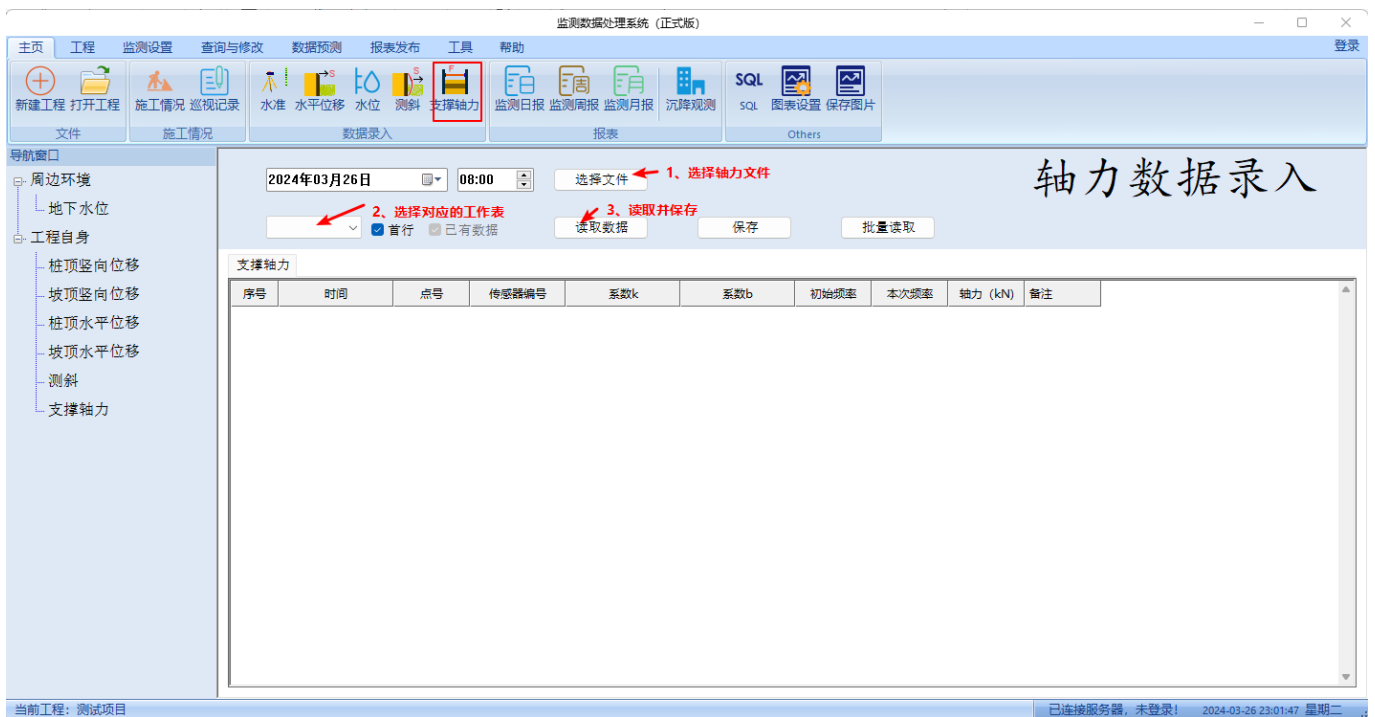 监测数据处理系统 (正式版)
主页 工程 监测设置 查询与修改 数据预测 报表发布 工具 帮助 登录
新建工程 打开工程 施工情况 巡视记录 水准 水平位移 水位 测斜 支撑轴力 监测日报 监测周报 监测月报 沉降观测 SQL SQL 图表设置 保存图片
文件 施工情况 数据录入 报表 Others
导航窗口
周边环境
地下水位
工程自身
桩顶竖向位移
坡顶竖向位移
桩顶水平位移
坡顶水平位移
测斜
支撑轴力
轴力数据录入
2024年03月26日 08:00 选择文件 1、选择轴力文件
2、选择对应的工作表 3、读取并保存
首行 已有数据 读取数据 保存 批量读取
支撑轴力
序号 时间 点号 传感器编号 系数k 系数b 初始频率 本次频率 轴力 (kN) 备注
当前工程: 测试项目 已连接服务器, 未登录! 2024-03-26 23:01:47 星期二